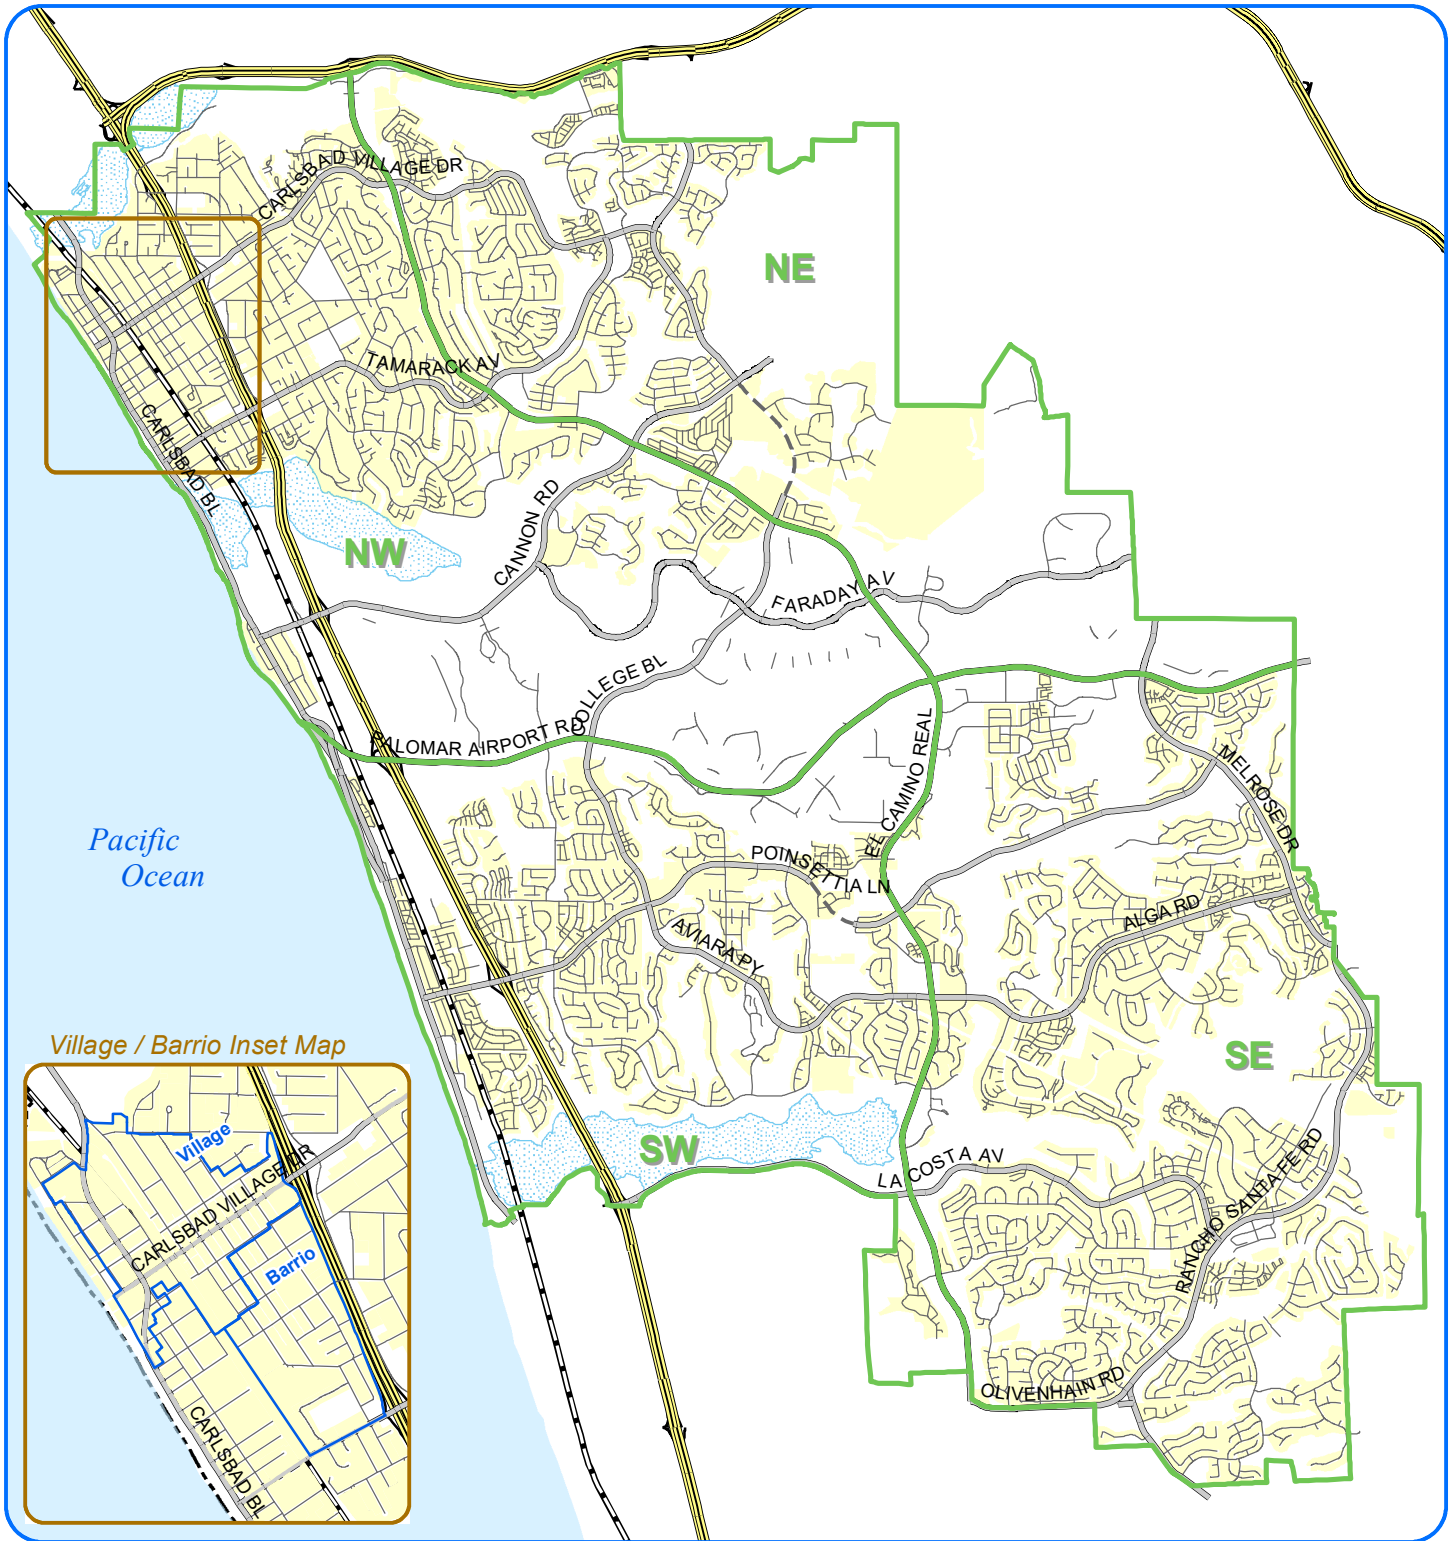 CARLSBAD VILLAGE DR
NE
TAMARACK AV
CARLSBAD BL
NW
CANNON RD
FARADAY AV
COLLEGE BL
PALOMAR AIRPORT RD
EL CAMINO REAL
MELROSE DR
Pacific
Ocean
POINSETTIA LN
ALGA RD
AVIARA PY
SE
SW
LA COSTA AV
RANCHO SANTA FE RD
OLIVENHAIN RD
Village / Barrio Inset Map
Village
CARLSBAD VILLAGE DR
Barrio
CARLSBAD BL